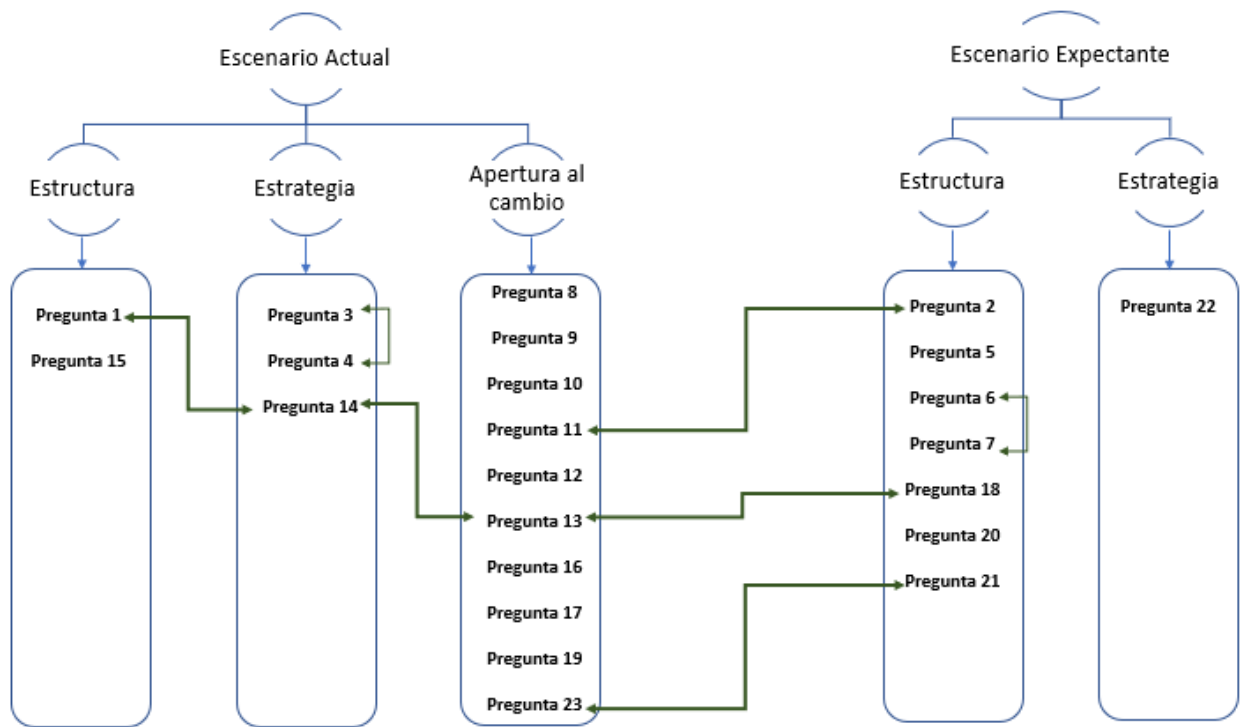 Escenario Actual
Escenario Expectante
Estructura
Estrategia
Apertura al
cambio
Estructura
Estrategia
Pregunta 1
Pregunta 15
Pregunta 3
Pregunta 4
Pregunta 14
Pregunta 8
Pregunta 9
Pregunta 10
Pregunta 11
Pregunta 12
Pregunta 13
Pregunta 16
Pregunta 17
Pregunta 19
Pregunta 23
Pregunta 2
Pregunta 5
Pregunta 6
Pregunta 7
Pregunta 18
Pregunta 20
Pregunta 21
Pregunta 22